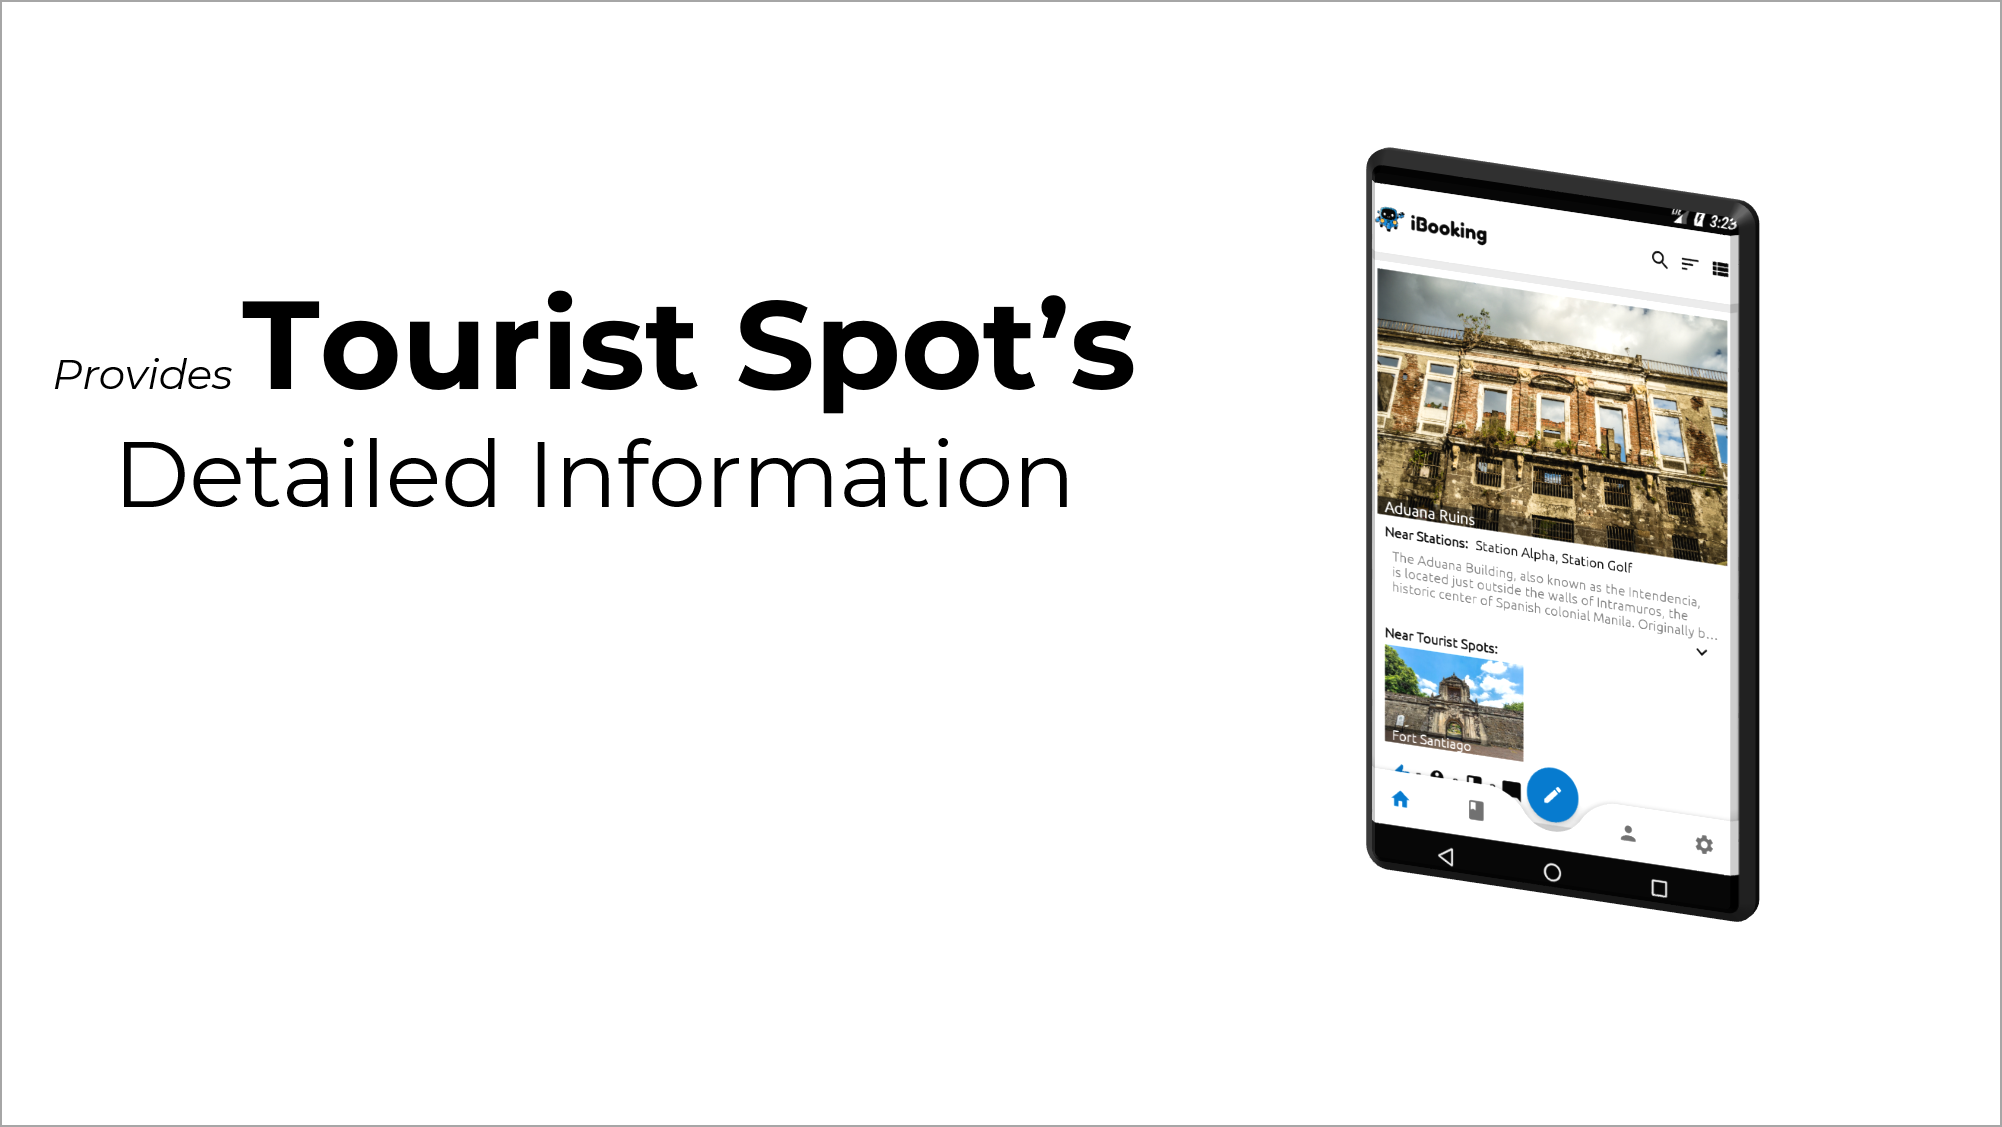 Provides Tourist Spot’s
Detailed Information
3:23
iBooking
Aduana Ruins
Near Stations: Station Alpha, Station Golf
The Aduana Building, also known as the Intendencia,
is located just outside the walls of Intramuros, the
historic center of Spanish colonial Manila. Originally b...
Near Tourist Spots:
Fort Santiago